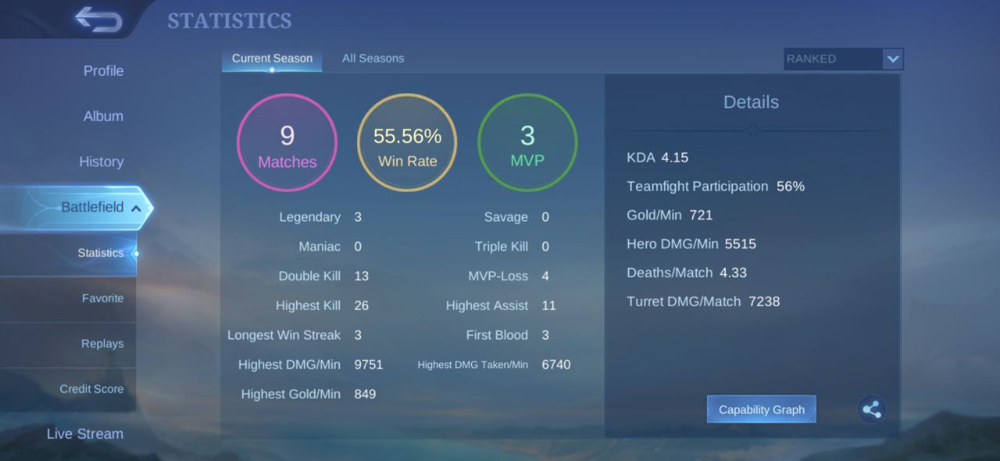 STATISTICS
Profile
Album
History
Battlefield
Statistics
Favorite
Replays
Credit Score
Live Stream
Current Season
All Seasons
RANKED
9
Matches
55.56%
Win Rate
3
MVP
Legendary 3
Savage 0
Maniac 0
Triple Kill 0
Double Kill 13
MVP-Loss 4
Highest Kill 26
Highest Assist 11
Longest Win Streak 3
First Blood 3
Highest DMG/Min 9751
Highest DMG Taken/Min 6740
Highest Gold/Min 849
Details
KDA 4.15
Teamfight Participation 56%
Gold/Min 721
Hero DMG/Min 5515
Deaths/Match 4.33
Turret DMG/Match 7238
Capability Graph